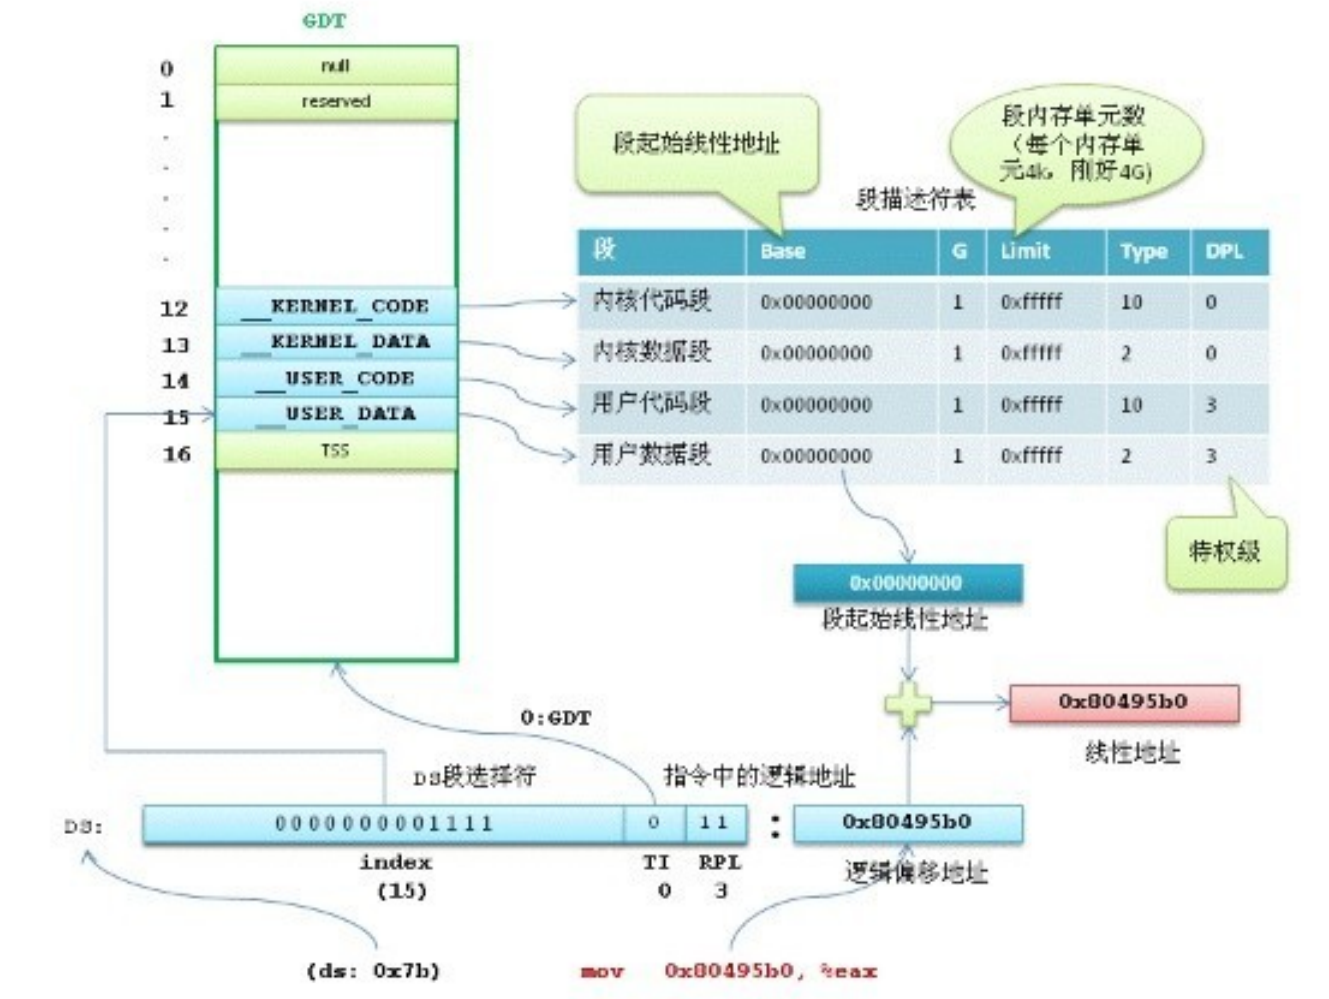 GDT
0 null
1 reserved
.
.
.
.
.
12 __KERNEL_CODE
13 __KERNEL_DATA
14 __USER_CODE
15 __USER_DATA
16 TSS
段起始线性地址
段内存单元数
（每个内存单
元4k，刚好4G)
段描述符表
段 Base G Limit Type DPL
内核代码段 0x00000000 1 0xfffff 10 0
内核数据段 0x00000000 1 0xfffff 2 0
用户代码段 0x00000000 1 0xfffff 10 3
用户数据段 0x00000000 1 0xfffff 2 3
特权级
0x00000000
段起始线性地址
0x80495b0
线性地址
0:GDT
DS段选择符
指令中的逻辑地址
DS: 0000000001111 0 11 : 0x80495b0
index TI RPL
(15) 0 3
逻辑偏移地址
(ds: 0x7b)
mov 0x80495b0, %eax